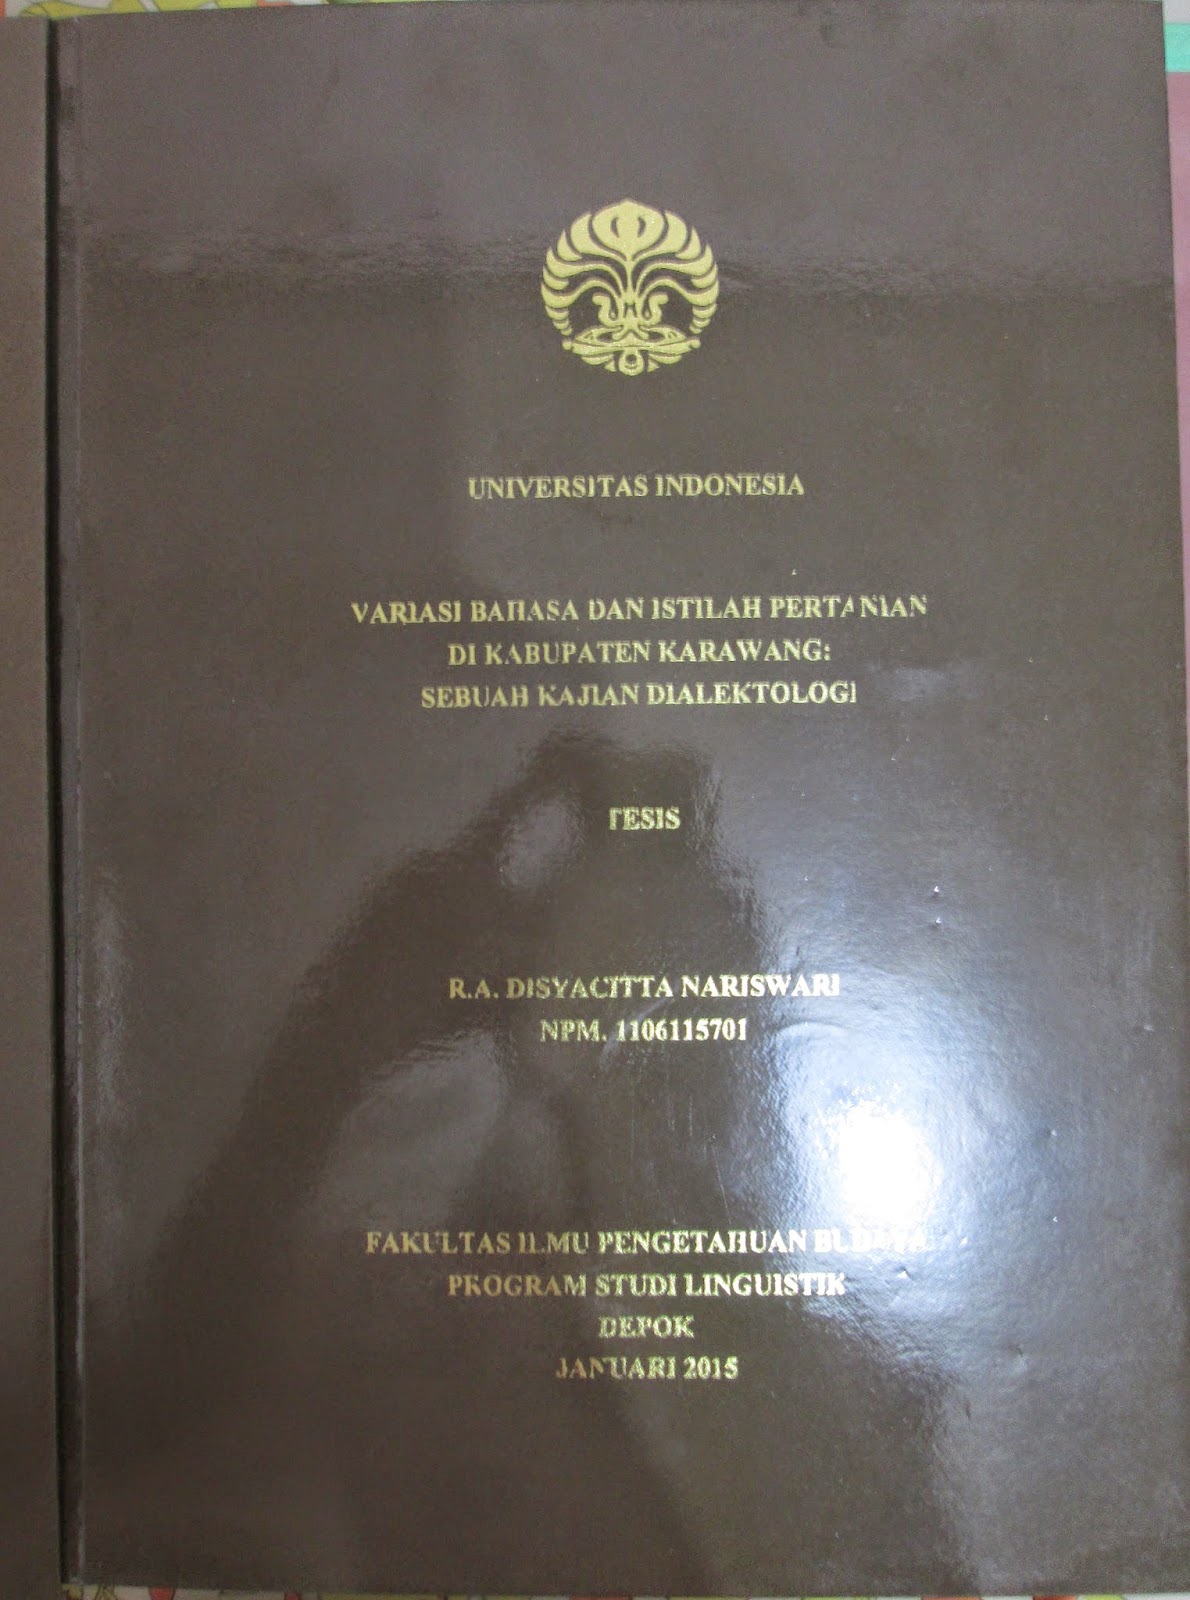 UNIVERSITAS INDONESIA
VARIASI BAHASA DAN ISTILAH PERTANIAN
DI KABUPATEN KARAWANG:
SEBUAH KAJIAN DIALEKTOLOGI
TESIS
R.A. DISYACITTA NARISWARI
NPM. 1106115701
FAKULTAS ILMU PENGETAHUAN BUDAYA
PROGRAM STUDI LINGUISTIK
DEPOK
JANUARI 2015